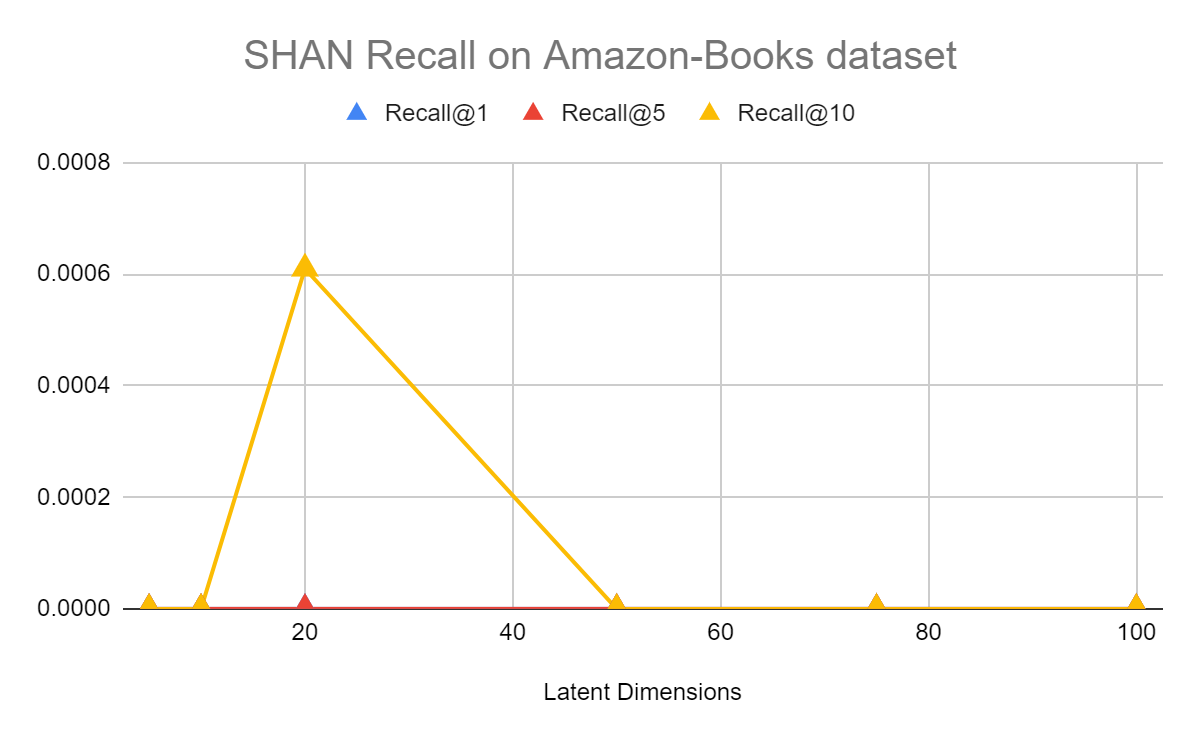 SHAN Recall on Amazon-Books dataset
Recall@1 Recall@5 Recall@10
0.0008
0.0006
0.0004
0.0002
0.0000
20 40 60 80 100
Latent Dimensions